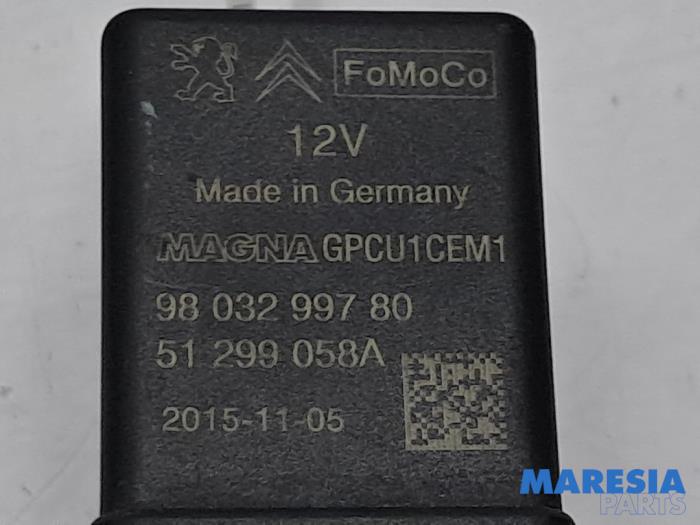 FoMoCo
12V
Made in Germany
MAGNA GPCU1CEM1
98 032 997 80
51 299 058A
2015-11-05
MARESIA
PARTS